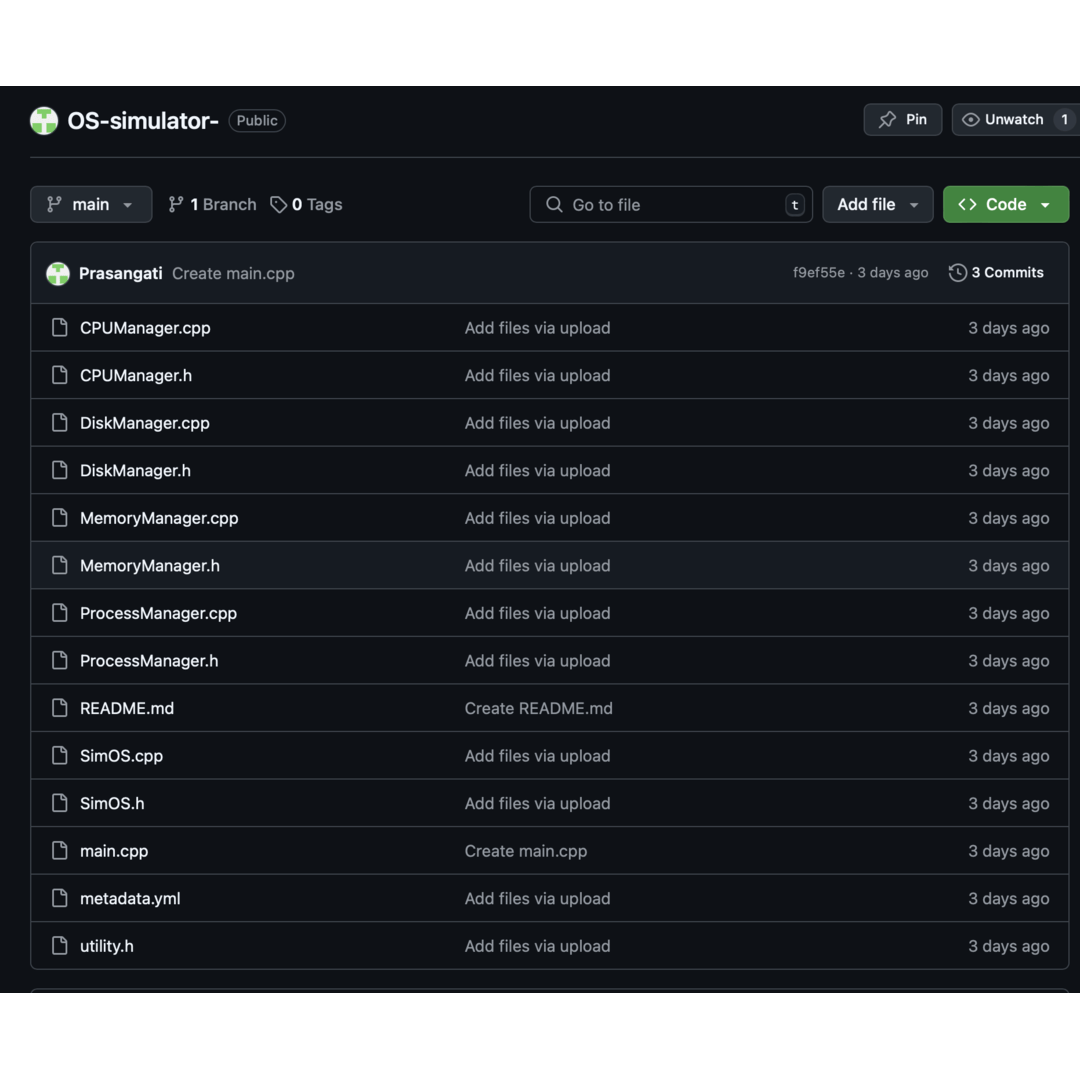 OS-simulator- Public Pin Unwatch 1
main 1 Branch 0 Tags Go to file t Add file Code
Prasangati Create main.cpp f9ef55e · 3 days ago 3 Commits
CPUManager.cpp Add files via upload 3 days ago
CPUManager.h Add files via upload 3 days ago
DiskManager.cpp Add files via upload 3 days ago
DiskManager.h Add files via upload 3 days ago
MemoryManager.cpp Add files via upload 3 days ago
MemoryManager.h Add files via upload 3 days ago
ProcessManager.cpp Add files via upload 3 days ago
ProcessManager.h Add files via upload 3 days ago
README.md Create README.md 3 days ago
SimOS.cpp Add files via upload 3 days ago
SimOS.h Add files via upload 3 days ago
main.cpp Create main.cpp 3 days ago
metadata.yml Add files via upload 3 days ago
utility.h Add files via upload 3 days ago